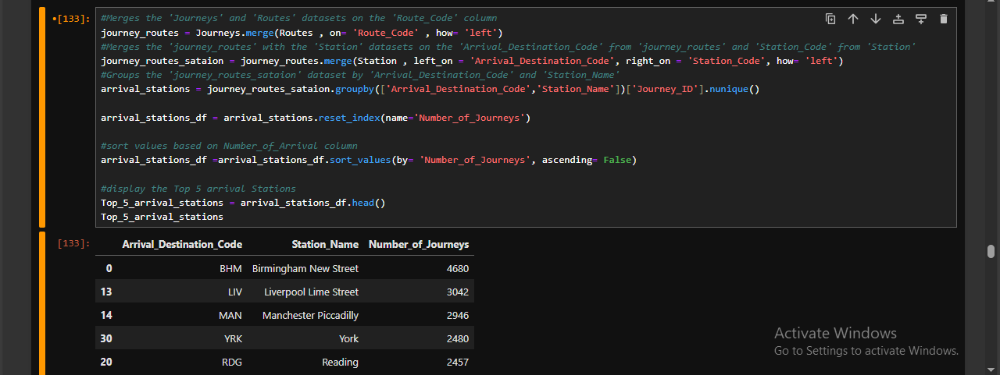 •[133]:
#Merges the 'Journeys' and 'Routes' datasets on the 'Route_Code' column
journey_routes = Journeys.merge(Routes , on= 'Route_Code' , how= 'left')
#Merges the 'journey_routes' with the 'Station' datasets on the 'Arrival_Destination_Code' from 'journey_routes' and 'Station_Code' from 'Station'
journey_routes_sataion = journey_routes.merge(Station , left_on = 'Arrival_Destination_Code', right_on = 'Station_Code', how= 'left')
#Groups the 'journey_routes_sataion' dataset by 'Arrival_Destination_Code' and 'Station_Name'
arrival_stations = journey_routes_sataion.groupby(['Arrival_Destination_Code','Station_Name'])['Journey_ID'].nunique()
arrival_stations_df = arrival_stations.reset_index(name='Number_of_Journeys')
#sort values based on Number_of_Arrival column
arrival_stations_df =arrival_stations_df.sort_values(by= 'Number_of_Journeys', ascending= False)
#display the Top 5 arrival Stations
Top_5_arrival_stations = arrival_stations_df.head()
Top_5_arrival_stations
[133]:
Arrival_Destination_Code Station_Name Number_of_Journeys
0 BHM Birmingham New Street 4680
13 LIV Liverpool Lime Street 3042
14 MAN Manchester Piccadilly 2946
30 YRK York 2480
20 RDG Reading 2457
Activate Windows
Go to Settings to activate Windows.